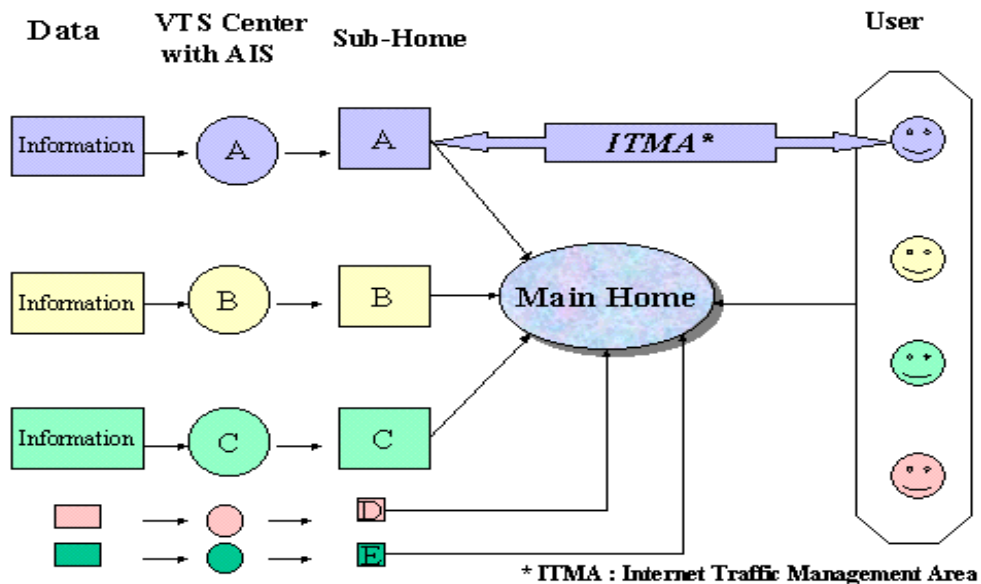 Data
VTS Center
with AIS
Sub-Home
User
Information
A
A
ITMA*
Information
B
B
Main Home
Information
C
C
D
E
* ITMA : Internet Traffic Management Area